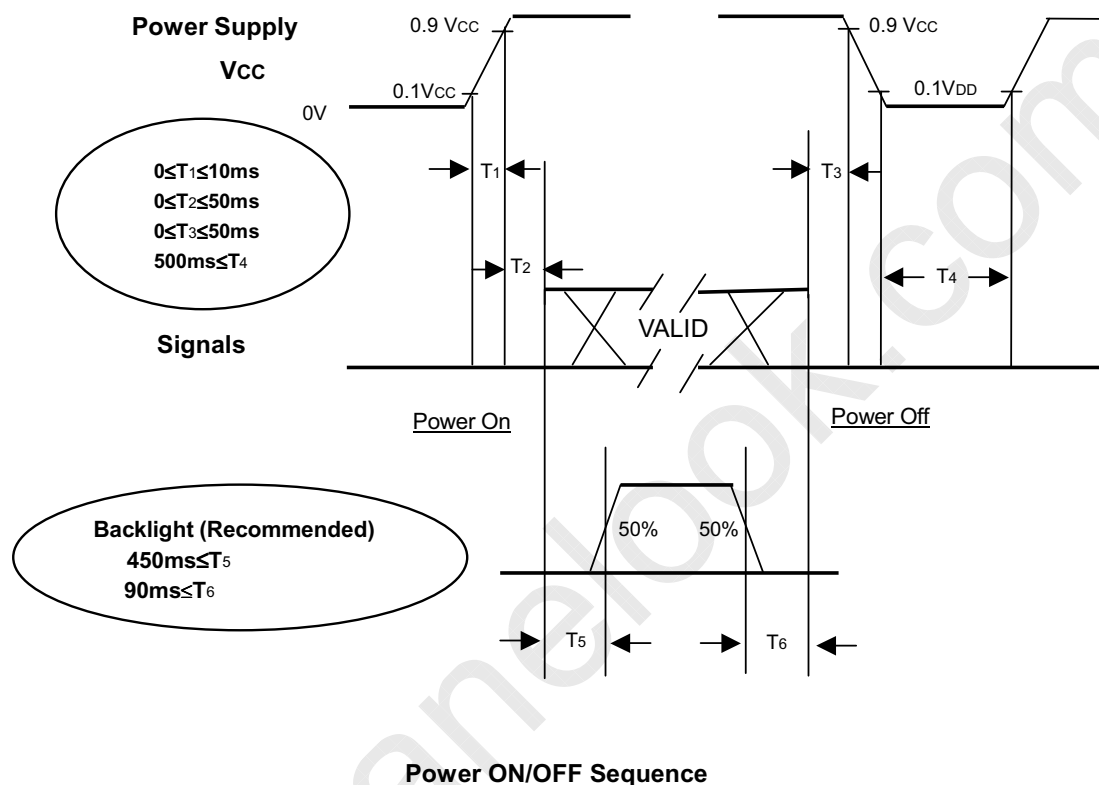 Power Supply
VCC
0.9 VCC
0.1VCC
0V
0.9 VCC
0.1VDD
0≤T1≤10ms
0≤T2≤50ms
0≤T3≤50ms
500ms≤T4
T1
T2
T3
T4
Signals
VALID
Power On
Power Off
Backlight (Recommended)
450ms≤T5
90ms≤T6
50%
50%
T5
T6
Power ON/OFF Sequence
anelook.com